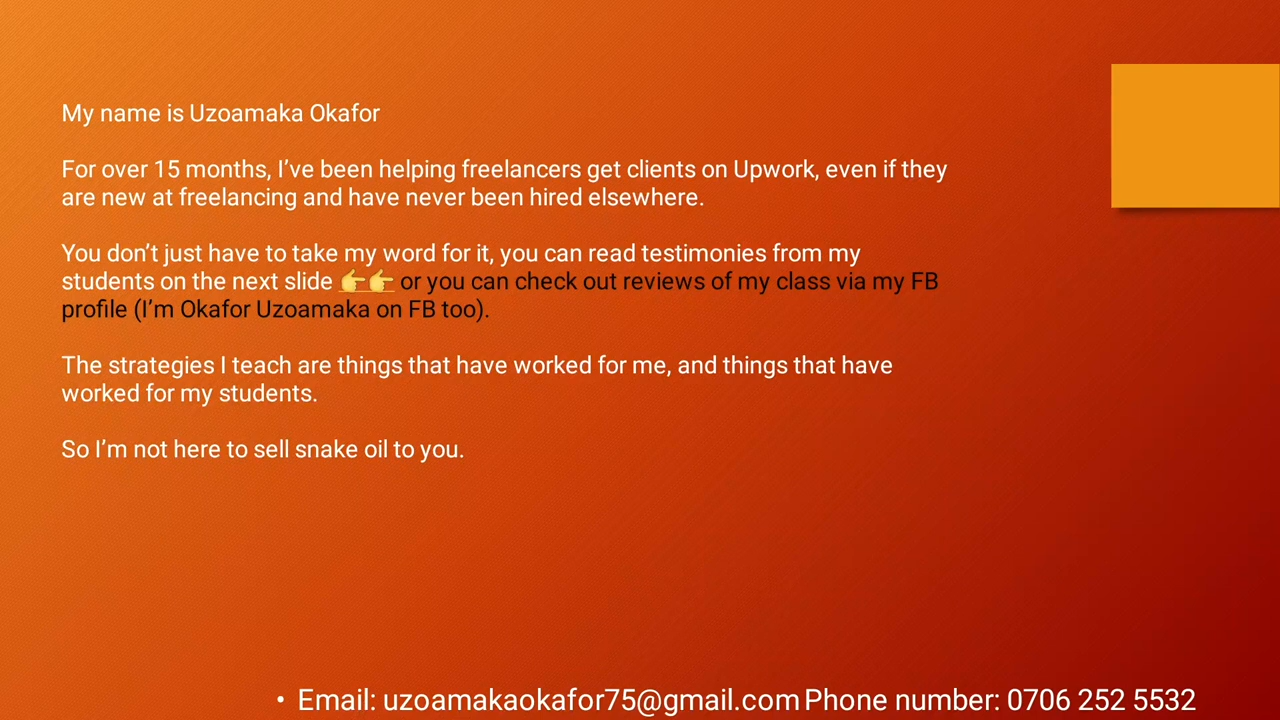 My name is Uzoamaka Okafor
For over 15 months, I’ve been helping freelancers get clients on Upwork, even if they
are new at freelancing and have never been hired elsewhere.
You don’t just have to take my word for it, you can read testimonies from my
students on the next slide 👉👉 or you can check out reviews of my class via my FB
profile (I’m Okafor Uzoamaka on FB too).
The strategies I teach are things that have worked for me, and things that have
worked for my students.
So I’m not here to sell snake oil to you.
• Email: uzoamakaokafor75@gmail.com Phone number: 0706 252 5532